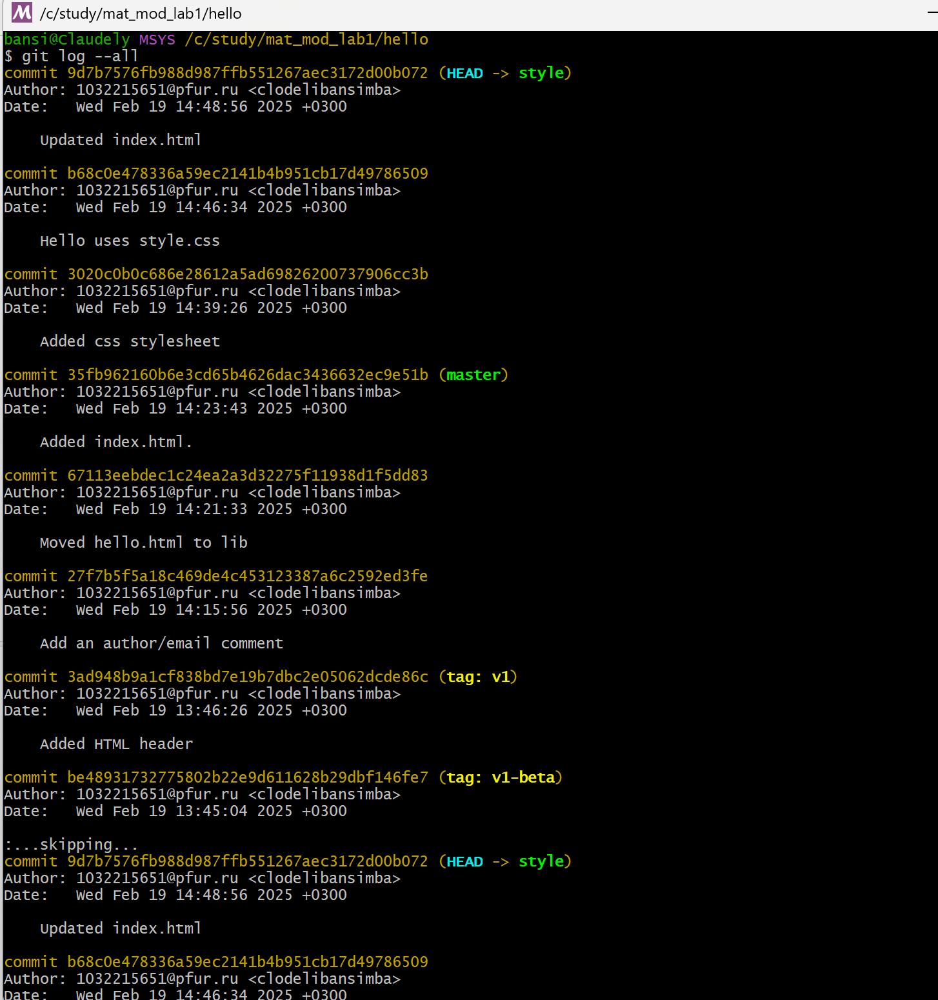 /c/study/mat_mod_lab1/hello
bansi@Claudely MSYS /c/study/mat_mod_lab1/hello
$ git log --all
commit 9d7b7576fb988d987ffb551267aec3172d00b072 (HEAD -> style)
Author: 1032215651@pfur.ru <clodelibansimba>
Date:   Wed Feb 19 14:48:56 2025 +0300
    Updated index.html
commit b68c0e478336a59ec2141b4b951cb17d49786509
Author: 1032215651@pfur.ru <clodelibansimba>
Date:   Wed Feb 19 14:46:34 2025 +0300
    Hello uses style.css
commit 3020c0b0c686e28612a5ad69826200737906cc3b
Author: 1032215651@pfur.ru <clodelibansimba>
Date:   Wed Feb 19 14:39:26 2025 +0300
    Added css stylesheet
commit 35fb962160b6e3cd65b4626dac3436632ec9e51b (master)
Author: 1032215651@pfur.ru <clodelibansimba>
Date:   Wed Feb 19 14:23:43 2025 +0300
    Added index.html.
commit 67113eebdec1c24ea2a3d32275f11938d1f5dd83
Author: 1032215651@pfur.ru <clodelibansimba>
Date:   Wed Feb 19 14:21:33 2025 +0300
    Moved hello.html to lib
commit 27f7b5f5a18c469de4c453123387a6c2592ed3fe
Author: 1032215651@pfur.ru <clodelibansimba>
Date:   Wed Feb 19 14:15:56 2025 +0300
    Add an author/email comment
commit 3ad948b9a1cf838bd7e19b7dbc2e05062dcde86c (tag: v1)
Author: 1032215651@pfur.ru <clodelibansimba>
Date:   Wed Feb 19 13:46:26 2025 +0300
    Added HTML header
commit be48931732775802b22e9d611628b29dbf146fe7 (tag: v1-beta)
Author: 1032215651@pfur.ru <clodelibansimba>
Date:   Wed Feb 19 13:45:04 2025 +0300
:...skipping...
commit 9d7b7576fb988d987ffb551267aec3172d00b072 (HEAD -> style)
Author: 1032215651@pfur.ru <clodelibansimba>
Date:   Wed Feb 19 14:48:56 2025 +0300
    Updated index.html
commit b68c0e478336a59ec2141b4b951cb17d49786509
Author: 1032215651@pfur.ru <clodelibansimba>
Date:   Wed Feb 19 14:46:34 2025 +0300